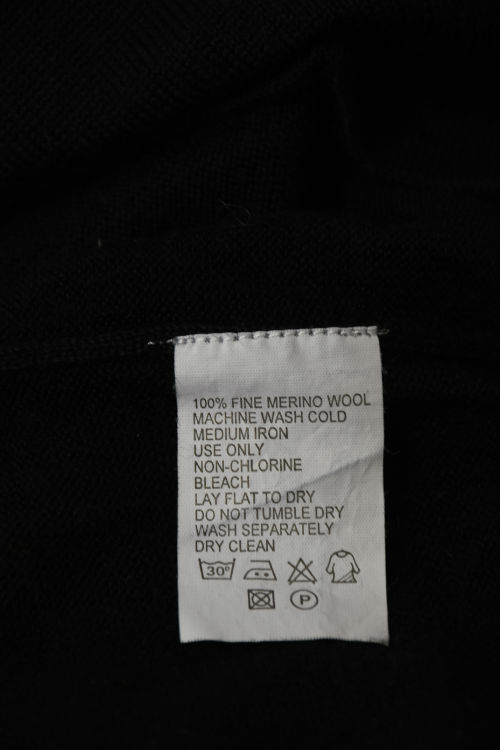 100% FINE MERINO WOOL
MACHINE WASH COLD
MEDIUM IRON
USE ONLY
NON-CHLORINE
BLEACH
LAY FLAT TO DRY
DO NOT TUMBLE DRY
WASH SEPARATELY
DRY CLEAN
30°
P